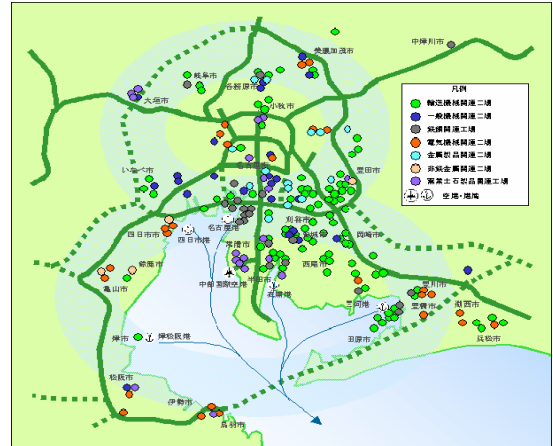 美濃加茂市
中津川市
岐阜市
各務原市
大垣市
小牧市
凡例
輸送機械関連工場
一般機械関連工場
鉄鋼関連工場
電気機械関連工場
金属製品関連工場
非鉄金属関連工場
窯業土石製品関連工場
空港・港湾
いなべ市
豊田市
名古屋港
四日市市
四日市港
刈谷市
岡崎市
常滑市
西尾市
鈴鹿市
亀山市
中部国際空港
半田市
衣浦港
豊川市
三河港
豊橋市
湖西市
浜松市
田原市
津市
津松阪港
松阪市
伊勢市
鳥羽市